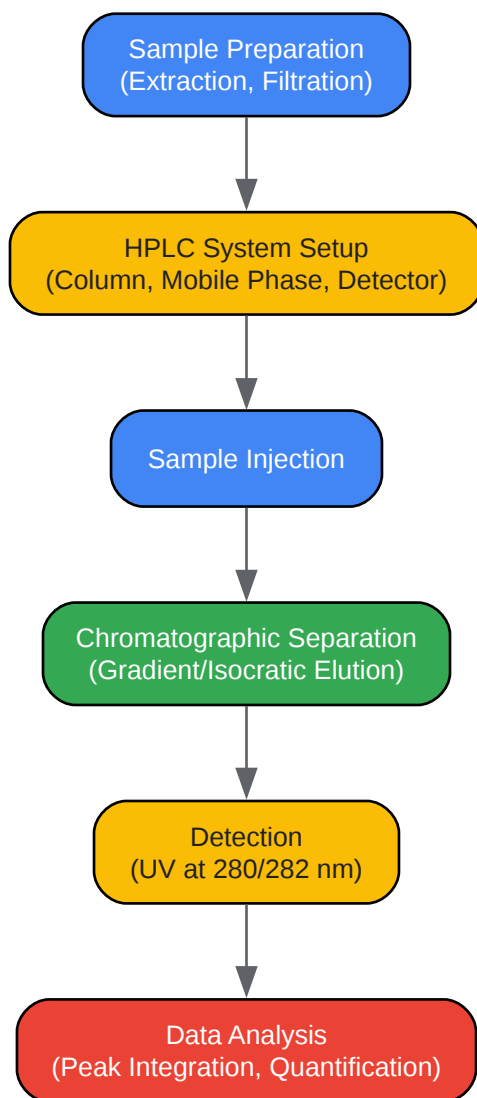 Sample Preparation
(Extraction, Filtration)
HPLC System Setup
(Column, Mobile Phase, Detector)
Sample Injection
Chromatographic Separation
(Gradient/Isocratic Elution)
Detection
(UV at 280/282 nm)
Data Analysis
(Peak Integration, Quantification)